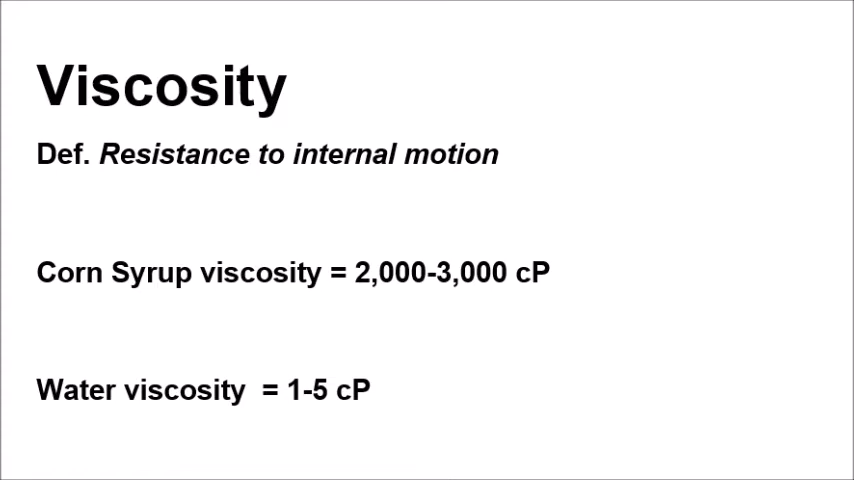 Viscosity
Def. Resistance to internal motion
Corn Syrup viscosity = 2,000-3,000 cP
Water viscosity  = 1-5 cP